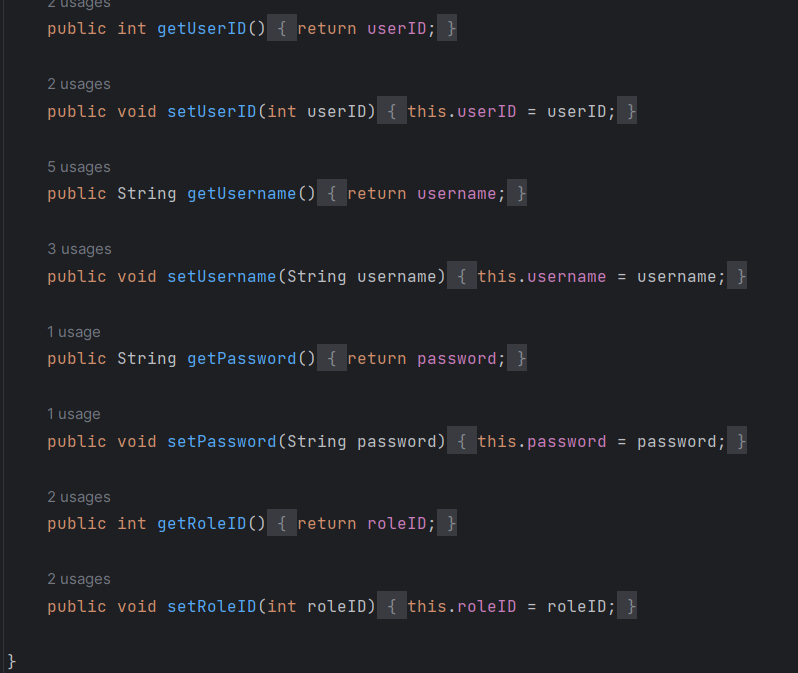 2 usages
public int getUserID() { return userID; }
2 usages
public void setUserID(int userID) { this.userID = userID; }
5 usages
public String getUsername() { return username; }
3 usages
public void setUsername(String username) { this.username = username; }
1 usage
public String getPassword() { return password; }
1 usage
public void setPassword(String password) { this.password = password; }
2 usages
public int getRoleID() { return roleID; }
2 usages
public void setRoleID(int roleID) { this.roleID = roleID; }
}